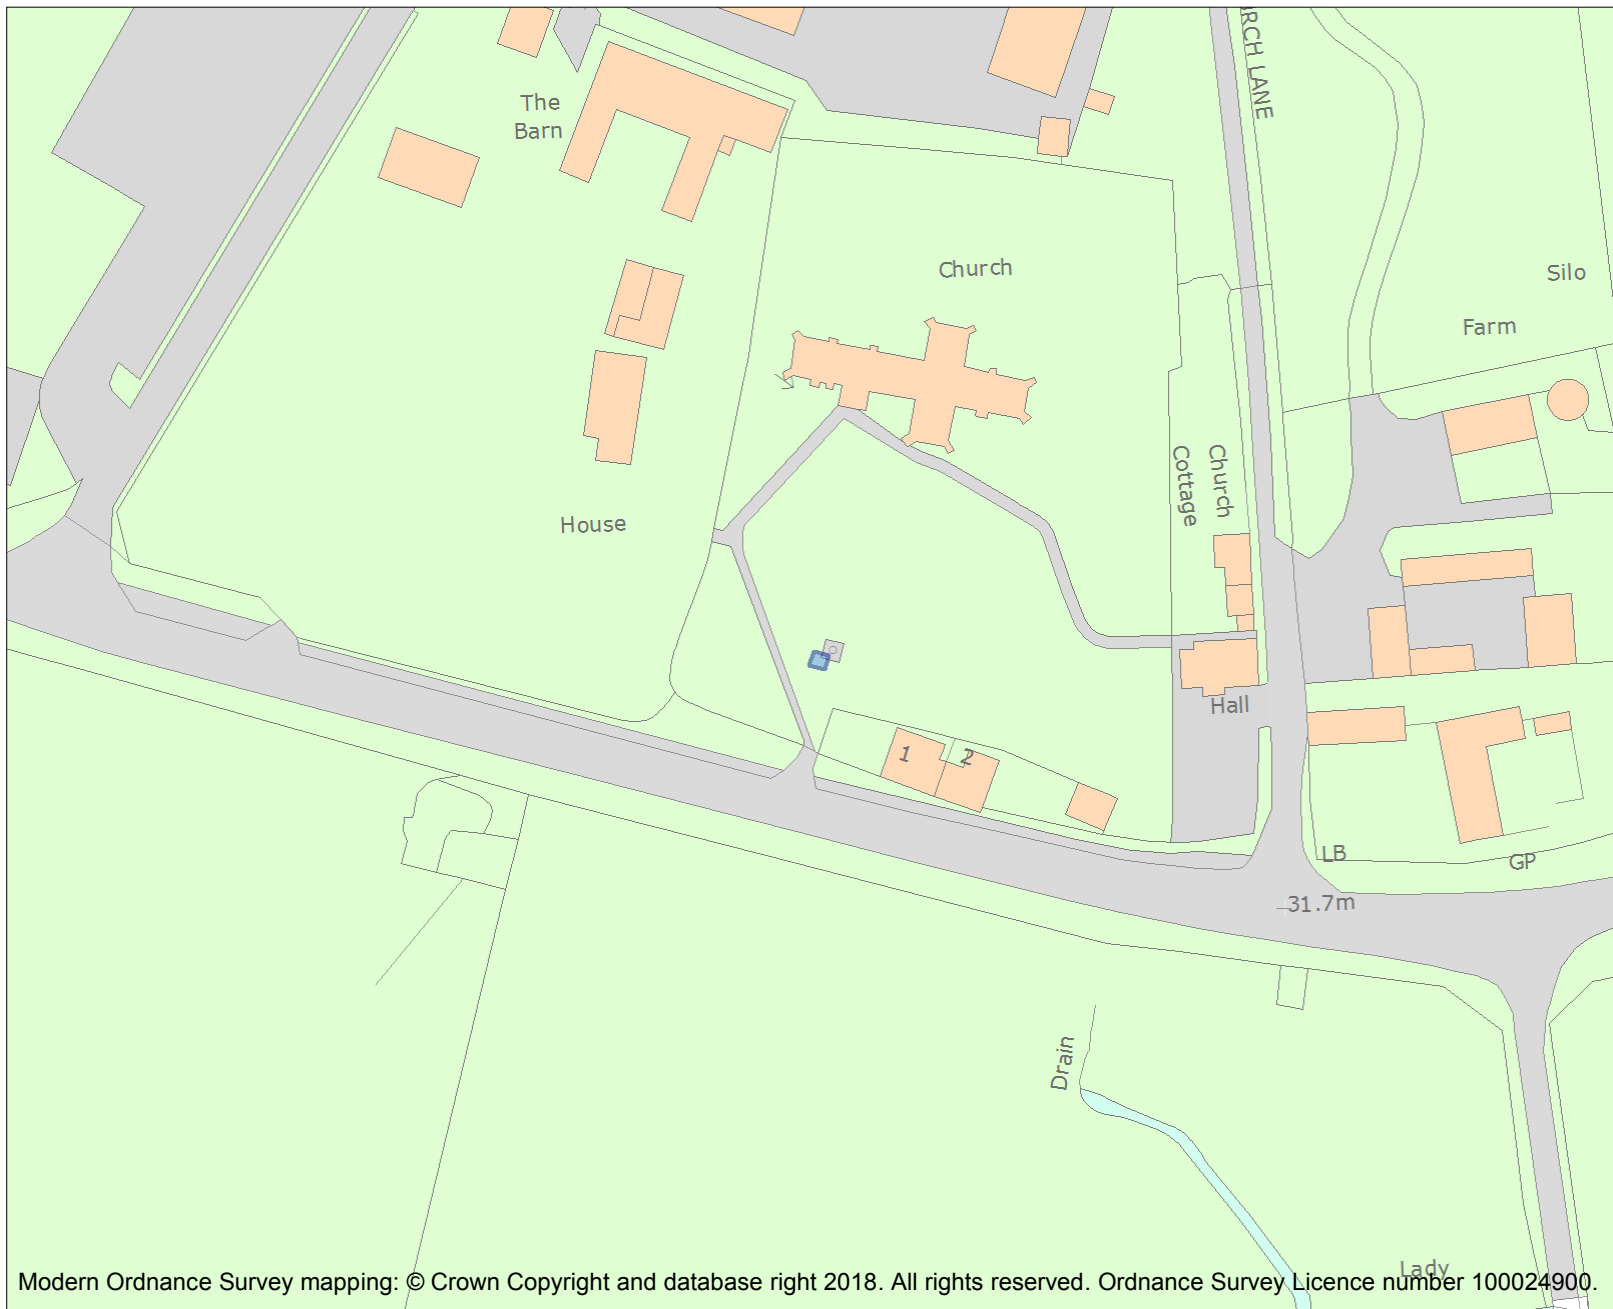 The
Barn
RCH LANE
Church
Silo
Farm
Church
Cottage
House
Hall
1
2
LB
GP
31.7m
Drain
Lady
Modern Ordnance Survey mapping: © Crown Copyright and database right 2018. All rights reserved. Ordnance Survey Licence number 100024900.